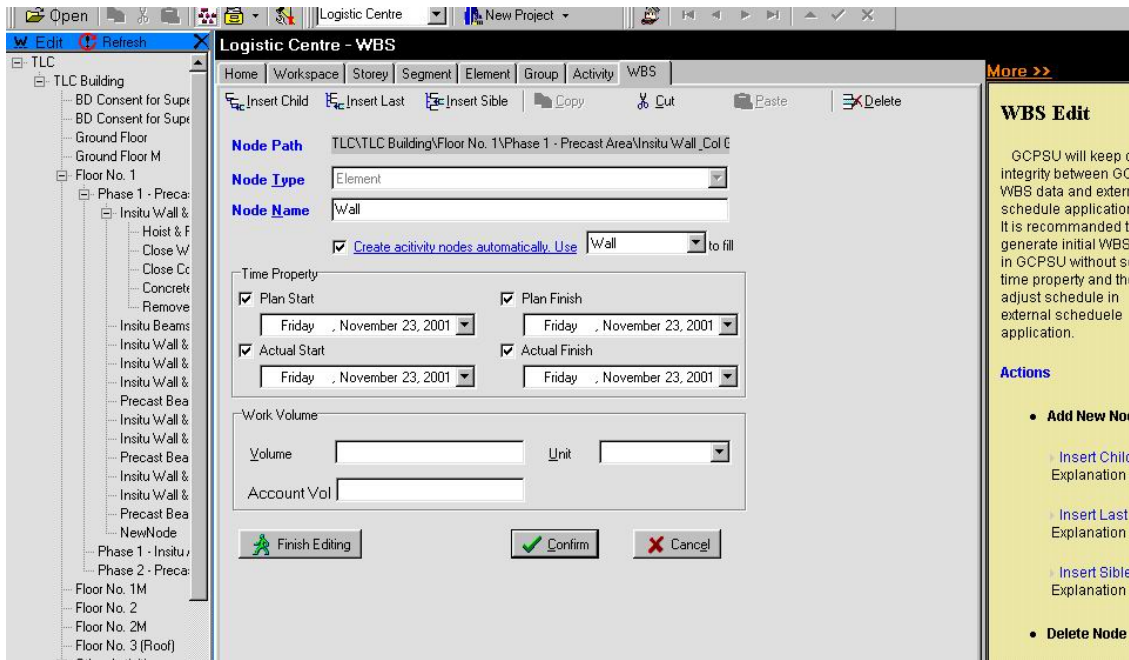 Open
Logistic Centre
New Project
W Edit Refresh X
Logistic Centre - WBS
TLC
TLC Building
BD Consent for Supe
BD Consent for Supe
Ground Floor
Ground Floor M
Floor No. 1
Phase 1 - Preca
Insitu Wall &
Hoist & F
Close W
Close Co
Concrete
Remove
Insitu Beams
Insitu Wall &
Insitu Wall &
Insitu Wall &
Precast Bea
Insitu Wall &
Insitu Wall &
Precast Bea
Insitu Wall &
Insitu Wall &
Precast Bea
NewNode
Phase 1 - Insitu
Phase 2 - Preca
Floor No. 1M
Floor No. 2
Floor No. 2M
Floor No. 3 (Roof)
Home Workspace Storey Segment Element Group Activity WBS
Insert Child Insert Last Insert Sible Copy Cut Paste Delete
Node Path TLC\TLC Building\Floor No. 1\Phase 1 - Precast Area\Insitu Wall _Col G
Node Type Element
Node Name Wall
Create acitivity nodes automatically. Use Wall to fill
Time Property
Plan Start Plan Finish
Friday , November 23, 2001 Friday , November 23, 2001
Actual Start Actual Finish
Friday , November 23, 2001 Friday , November 23, 2001
Work Volume
Volume Unit
Account Vol
Finish Editing Confirm Cancel
More >>
WBS Edit
GCPSU will keep
integrity between GC
WBS data and extern
schedule application
It is recommanded t
generate initial WBS
in GCPSU without s
time property and the
adjust schedule in
external scheduele
application.
Actions
• Add New No
Insert Child
Explanation
Insert Last
Explanation
Insert Sible
Explanation
• Delete Node